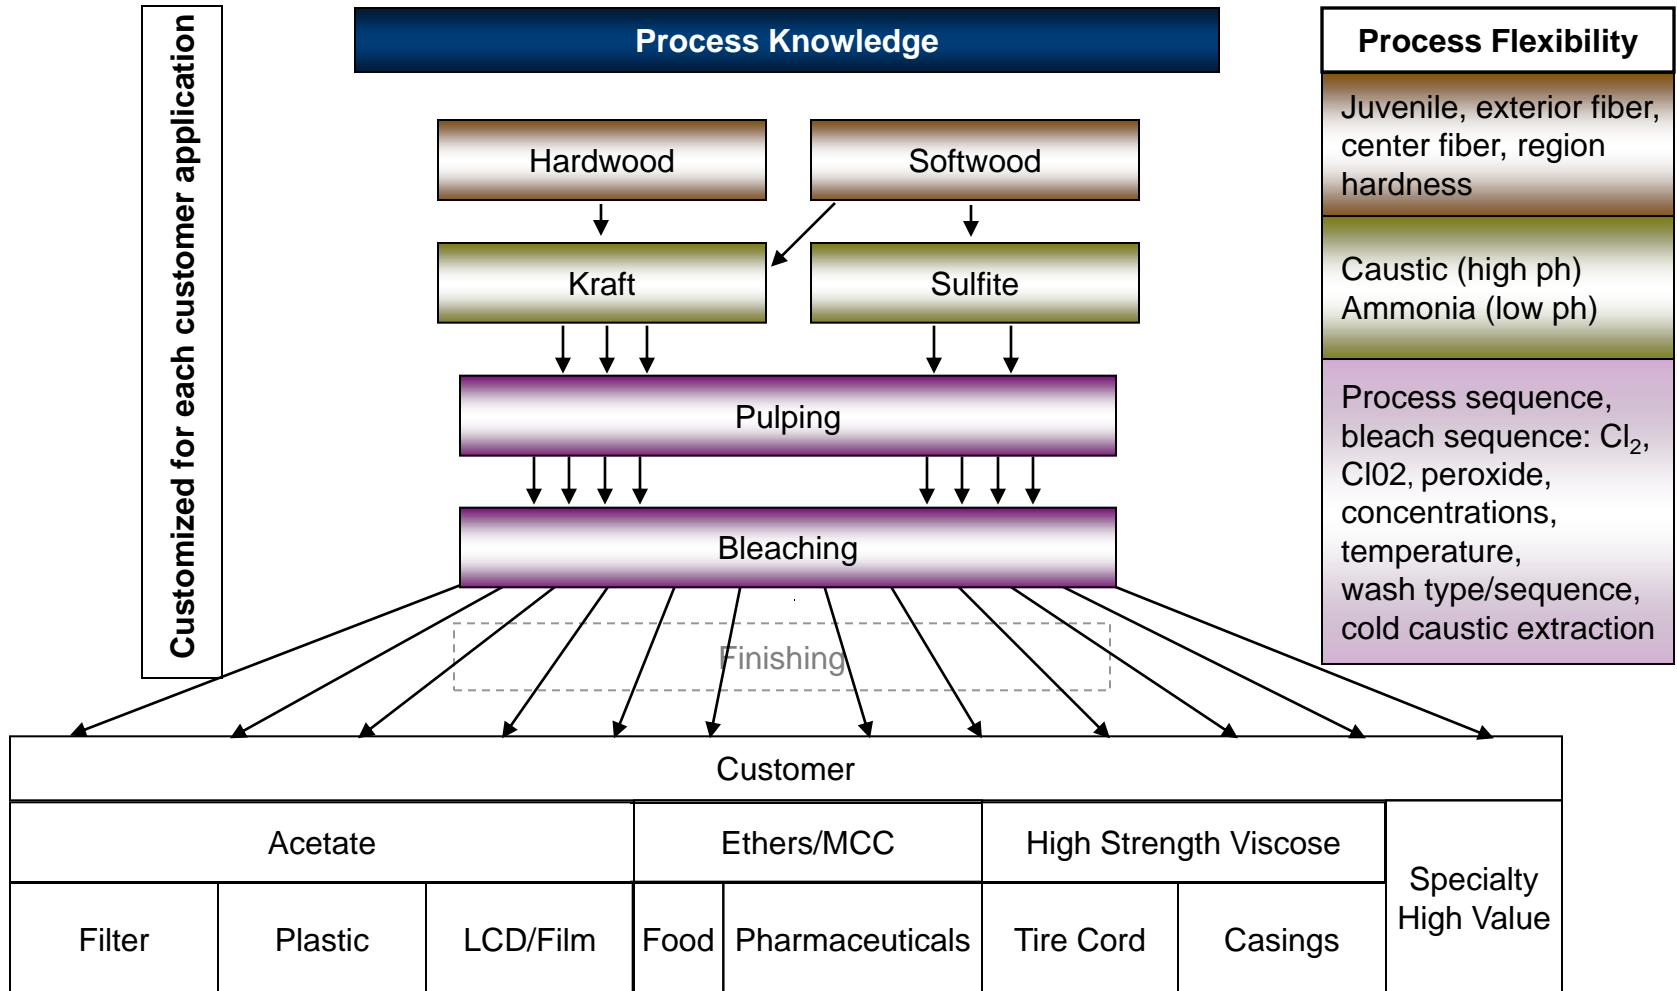 Customized for each customer application
Process Knowledge
Process Flexibility
Hardwood
Softwood
Kraft
Sulfite
Pulping
Bleaching
Finishing
Juvenile, exterior fiber,
center fiber, region
hardness
Caustic (high ph)
Ammonia (low ph)
Process sequence,
bleach sequence: Cl₂,
Cl02, peroxide,
concentrations,
temperature,
wash type/sequence,
cold caustic extraction
Customer
Acetate
Ethers/MCC
High Strength Viscose
Specialty
High Value
Filter
Plastic
LCD/Film
Food
Pharmaceuticals
Tire Cord
Casings